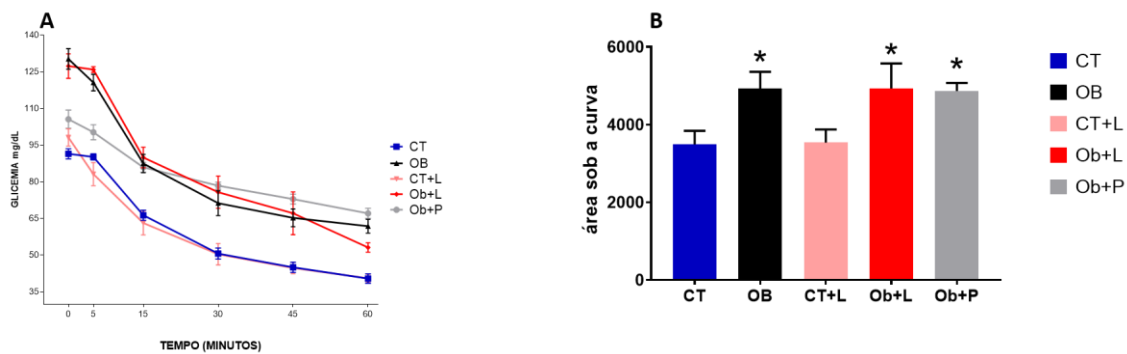 A
GLICEMIA mg/dL
145
125
110
95
80
65
50
35
0
5
15
30
45
60
TEMPO (MINUTOS)
CT
OB
CT+L
Ob+L
Ob+P
B
área sob a curva
6000
4000
2000
0
*
*
*
CT
OB
CT+L
Ob+L
Ob+P
CT
OB
CT+L
Ob+L
Ob+P